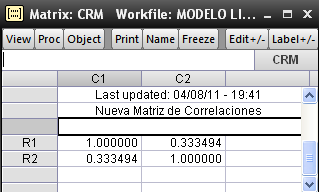 Matrix: CRM Workfile: MODELO LI...
View Proc Object Print Name Freeze Edit+/- Label+/-
CRM
C1 C2
Last updated: 04/08/11 - 19:41
Nueva Matriz de Correlaciones
R1 1.000000 0.333494
R2 0.333494 1.000000